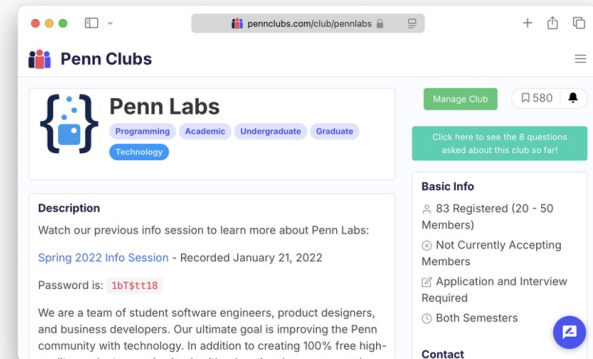 pennclubs.com/club/pennlabs
Penn Clubs
Penn Labs
Programming Academic Undergraduate Graduate
Technology
Manage Club
580
Click here to see the 8 questions
asked about this club so far!
Description
Watch our previous info session to learn more about Penn Labs:
Spring 2022 Info Session - Recorded January 21, 2022
Password is: 1bT$tt18
We are a team of student software engineers, product designers,
and business developers. Our ultimate goal is improving the Penn
community with technology. In addition to creating 100% free high-
Basic Info
83 Registered (20 - 50
Members)
Not Currently Accepting
Members
Application and Interview
Required
Both Semesters
Contact